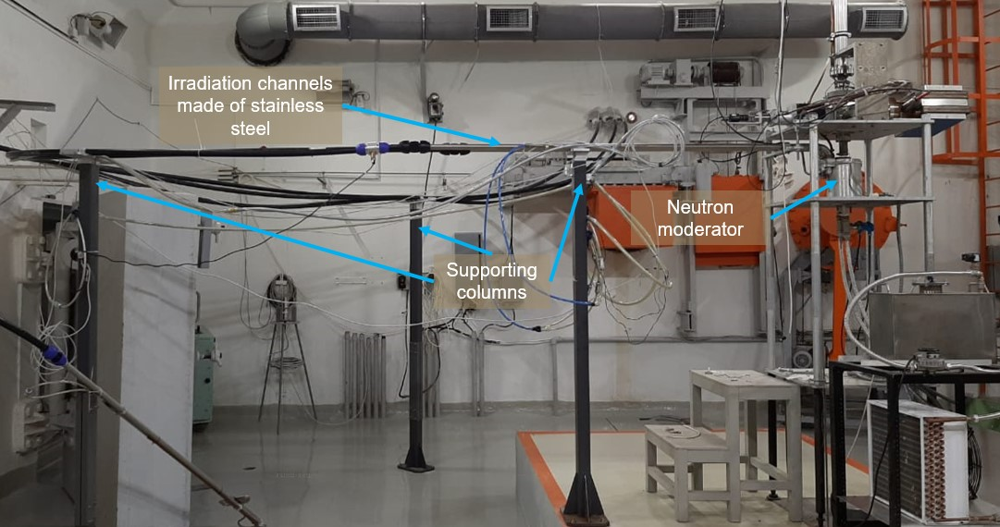 Irradiation channels
made of stainless
steel
Neutron
moderator
Supporting
columns